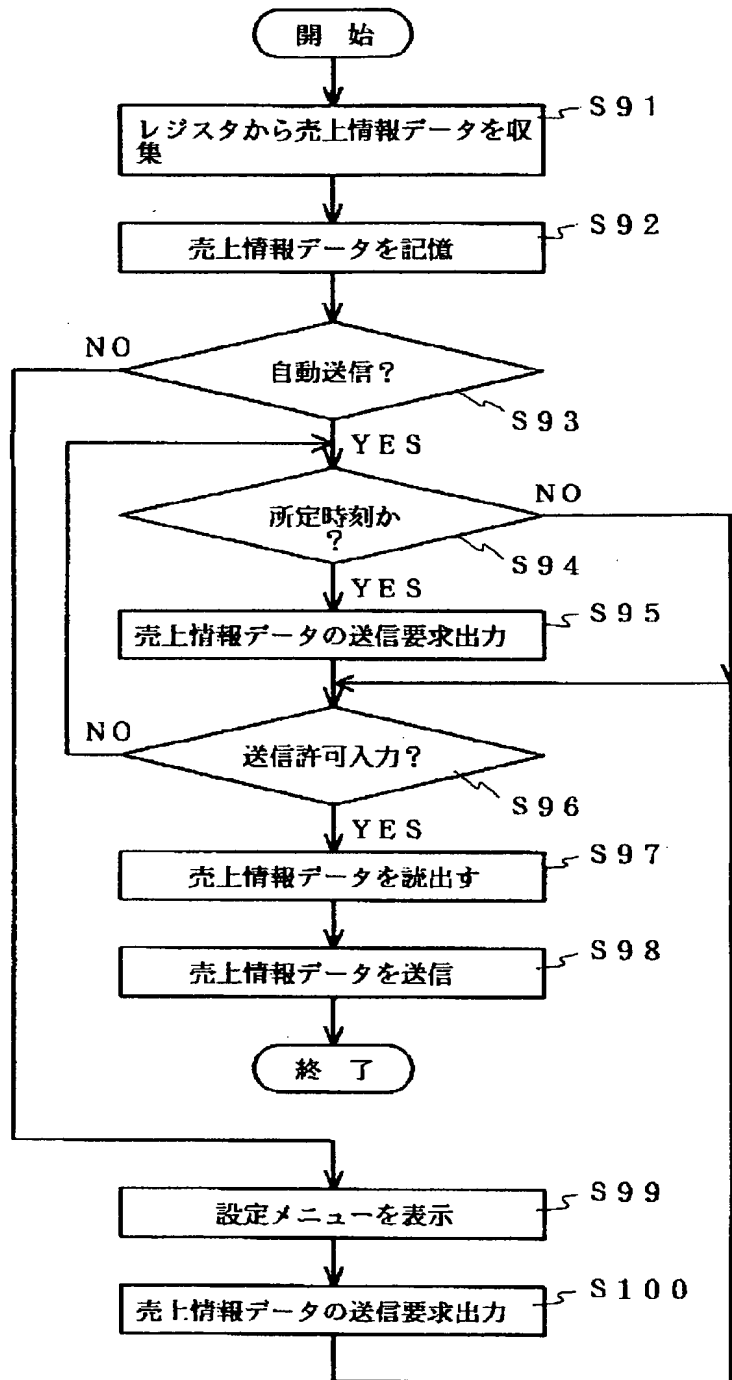 開 始
レジスタから売上情報データを収
集
S91
売上情報データを記憶
S92
自動送信?
NO
S93
YES
所定時刻か
?
NO
S94
YES
売上情報データの送信要求出力
S95
送信許可入力?
NO
S96
YES
売上情報データを読出す
S97
売上情報データを送信
S98
終 了
設定メニューを表示
S99
売上情報データの送信要求出力
S100